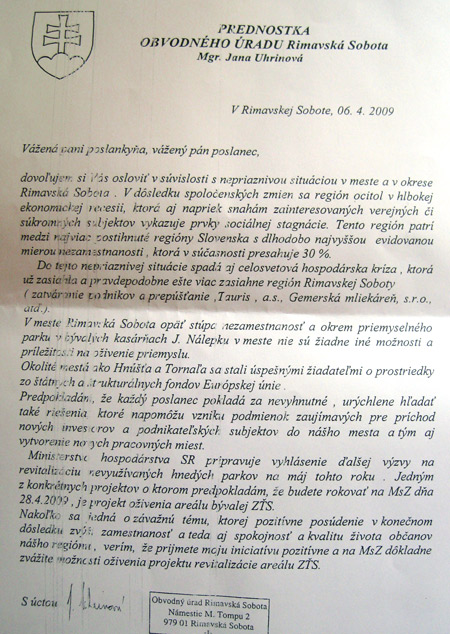 PREDNOSTKA
OBVODNÉHO ÚRADU Rimavská Sobota
Mgr. Jana Uhrinová
V Rimavskej Sobote, 06. 4. 2009
Vážená pani poslankyňa, vážený pán poslanec,
dovoľujem si Vás osloviť v súvislosti s nepriaznivou situáciou v meste a v okrese
Rimavská Sobota . V dôsledku spoločenských zmien sa región ocitol v hlbokej
ekonomickej recesii, ktorá aj napriek snahám zainteresovaných verejných či
súkromných subjektov vykazuje prvky sociálnej stagnácie. Tento región patrí
medzi najviac postihnuté regióny Slovenska s dlhodobo najvyššou evidovanou
mierou nezamestnanosti , ktorá v súčasnosti presahuje 30 %.
Do tejto nepriaznivej situácie spadá aj celosvetová hospodárska kríza , ktorá
už zasiahla a pravdepodobne ešte viac zasiahne región Rimavskej Soboty
( zatváranie podnikov a prepúšťanie ,Tauris , a.s., Gemerská mliekareň, s.r.o.,
atď.).
V meste Rimavská Sobota opäť stúpa nezamestnanosť a okrem priemyselného
parku v bývalých kasárňach J. Nálepku v meste nie sú žiadne iné možnosti a
príležitosti na oživenie priemyslu.
Okolité mestá ako Hnúšťa a Tornaľa sa stali úspešnými žiadateľmi o prostriedky
zo štátnych a štrukturálnych fondov Európskej únie .
Predpokladám, že každý poslanec pokladá za nevyhnutné , urýchlene hľadať
také riešenia ktoré napomôžu vzniku podmienok zaujímavých pre príchod
nových investorov a podnikateľských subjektov do nášho mesta a tým aj
vytvorenie nových pracovných miest.
Ministerstvo hospodárstva SR pripravuje vyhlásenie ďalšej výzvy na
revitalizáciu nevyužívaných hnedých parkov na máj tohto roku . Jedným
z konkrétnych projektov o ktorom predpokladám, že budete rokovať na MsZ dňa
28.4.2009 , je projekt oživenia areálu bývalej ZŤS.
Nakoľko sa jedná o závažnú tému, ktorej pozitívne posúdenie v konečnom
dôsledku zvýši zamestnanosť a teda aj spokojnosť a kvalitu života občanov
nášho regiónu , verím, že prijmete moju iniciatívu pozitívne a na MsZ dôkladne
zvážite možnosti oživenia projektu revitalizácie areálu ZŤS.
S úctou
Obvodný úrad Rimavská Sobota
Námestie M. Tompu 2
979 01 Rimavská Sobota